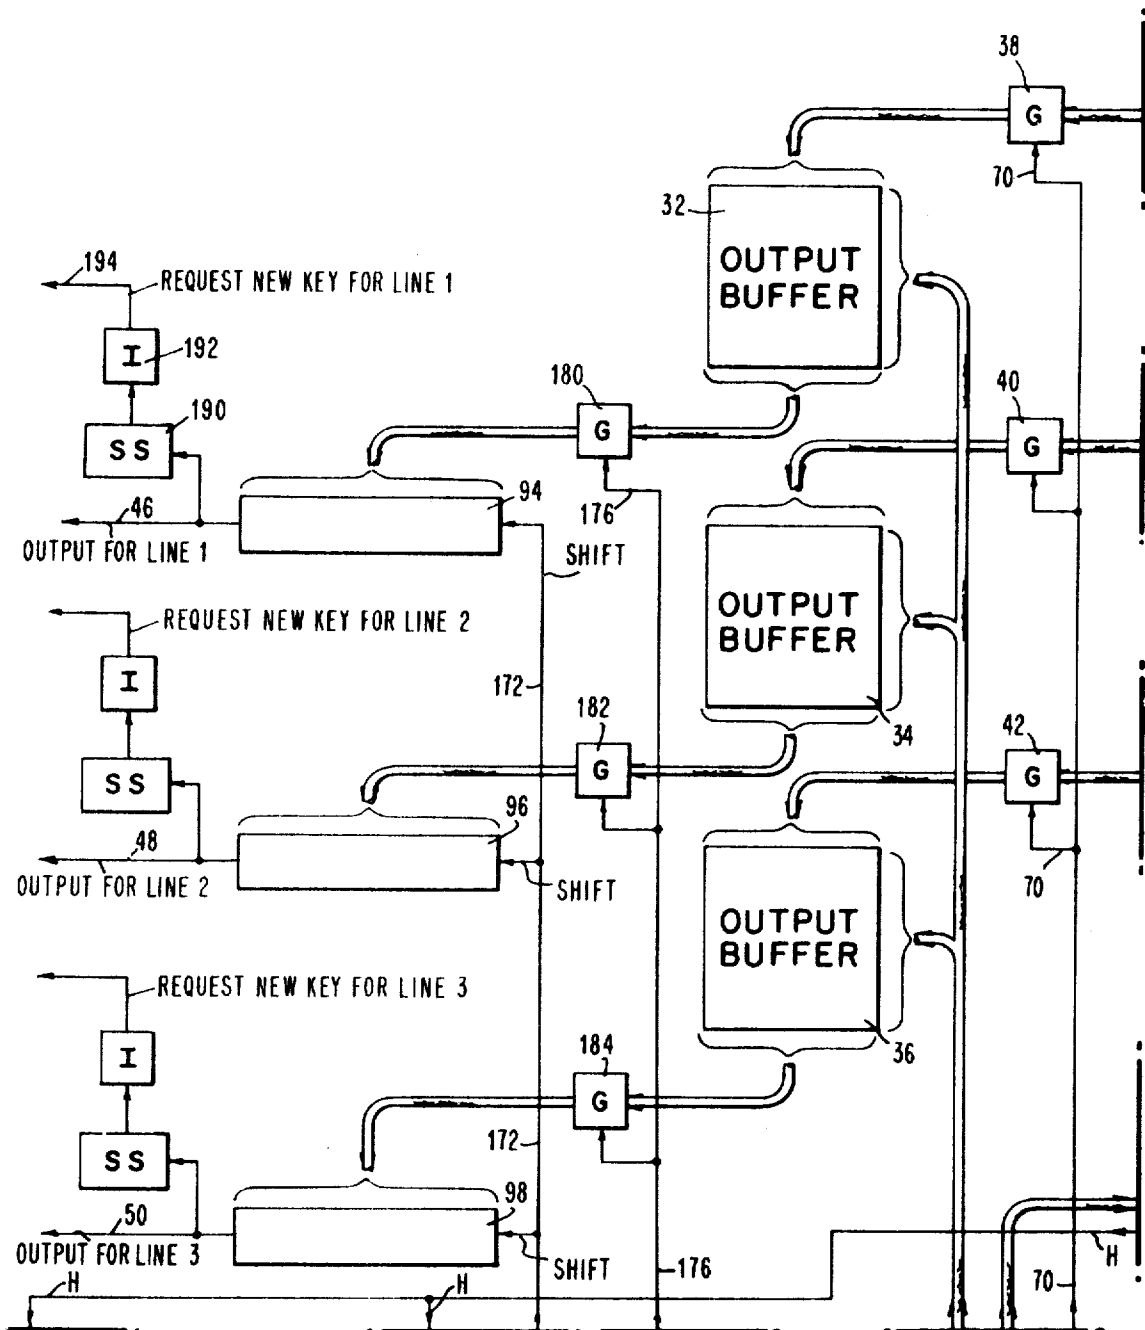 38
G
70
32
OUTPUT
BUFFER
194
REQUEST NEW KEY FOR LINE 1
I
192
180
40
190
G
G
SS
94
46
176
OUTPUT FOR LINE 1
SHIFT
OUTPUT
BUFFER
REQUEST NEW KEY FOR LINE 2
I
172
182
34
42
G
G
SS
96
48
OUTPUT FOR LINE 2
SHIFT
70
OUTPUT
BUFFER
REQUEST NEW KEY FOR LINE 3
I
184
36
G
172
SS
98
50
OUTPUT FOR LINE 3
SHIFT
176
H
H
H
70